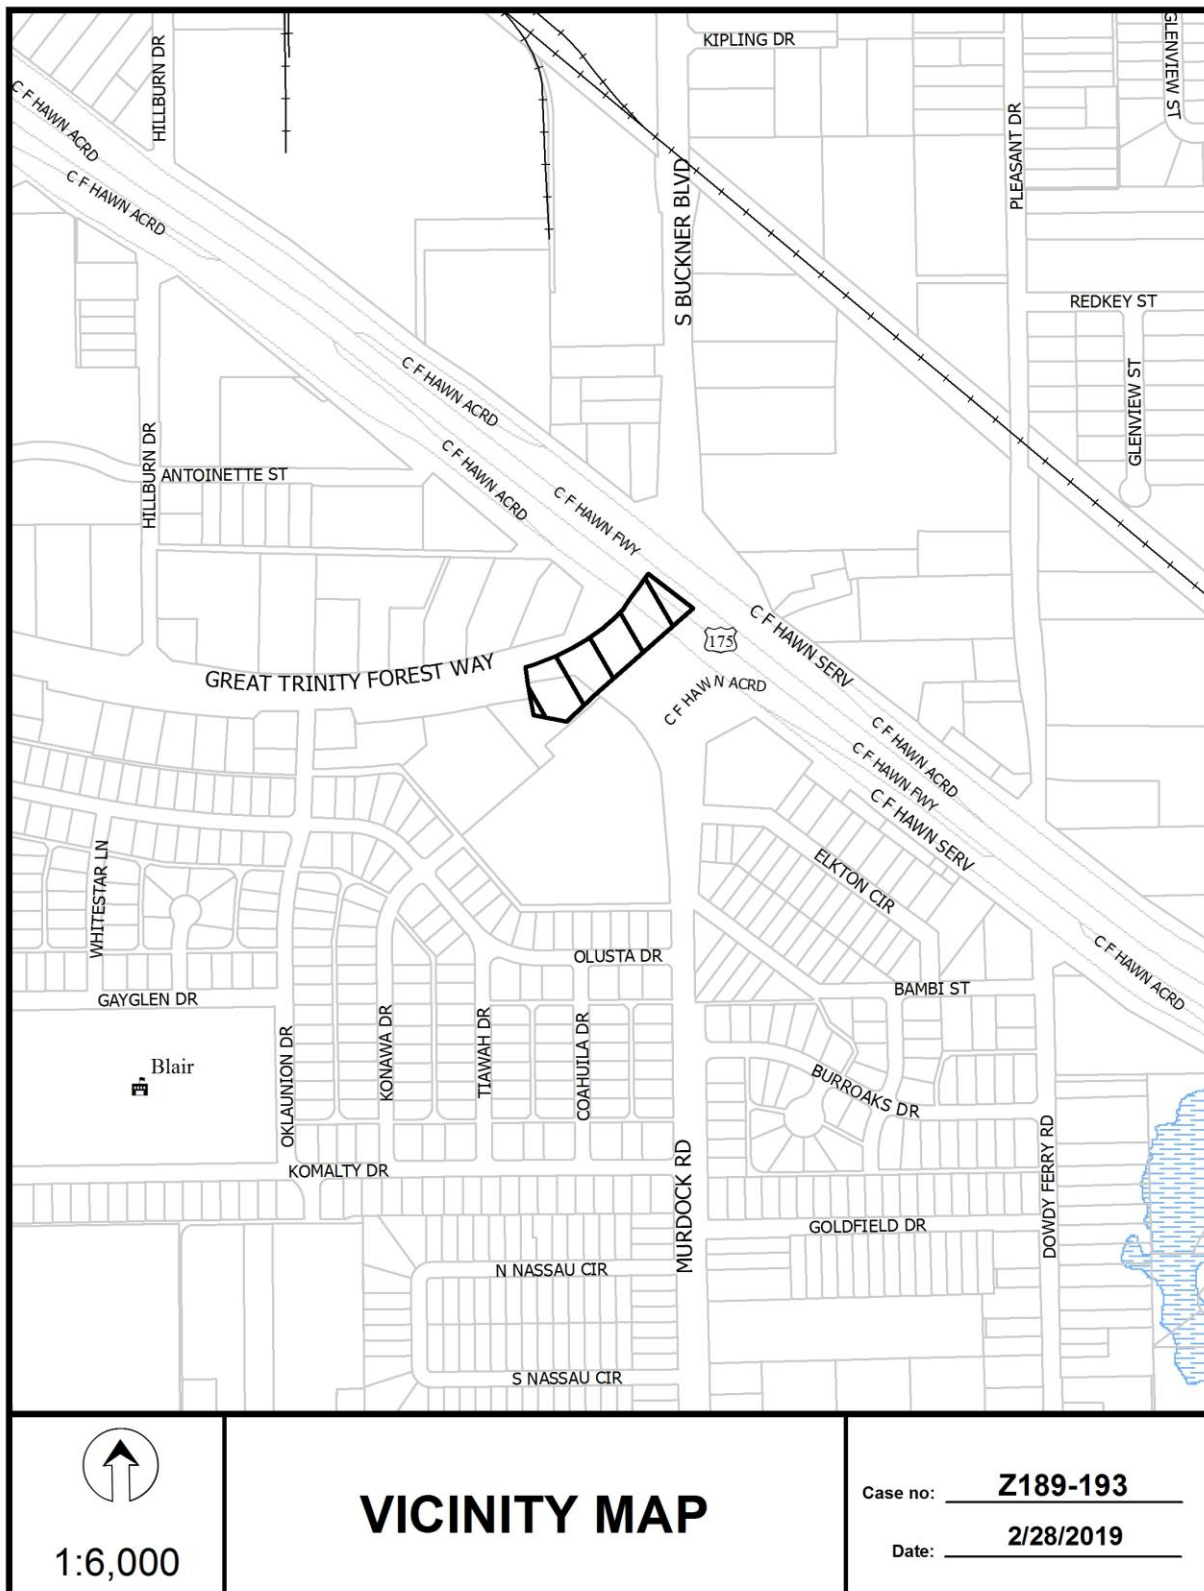 KIPLING DR
GLENVIEW ST
HILLBURN DR
C F HAWN ACRD
PLEASANT DR
C F HAWN ACRD
S BUCKNER BLVD
REDKEY ST
C F HAWN ACRD
GLENVIEW ST
HILLBURN DR
ANTOINETTE ST
C F HAWN ACRD
C F HAWN FWY
175
C F HAWN SERV
GREAT TRINITY FOREST WAY
C F HAW N ACRD
C F HAWN ACRD
C F HAWN FWY
C F HAWN SERV
WHITESTAR LN
ELKTON CIR
OLUSTA DR
C F HAWN ACRD
BAMBI ST
GAYGLEN DR
OKLAUNION DR
KONAWA DR
TIAWAH DR
COAHUILA DR
Blair
BURROAKS DR
KOMALTY DR
MURDOCK RD
DOWDY FERRY RD
GOLDFIELD DR
N NASSAU CIR
S NASSAU CIR
1:6,000
VICINITY MAP
Case no: Z189-193
Date: 2/28/2019